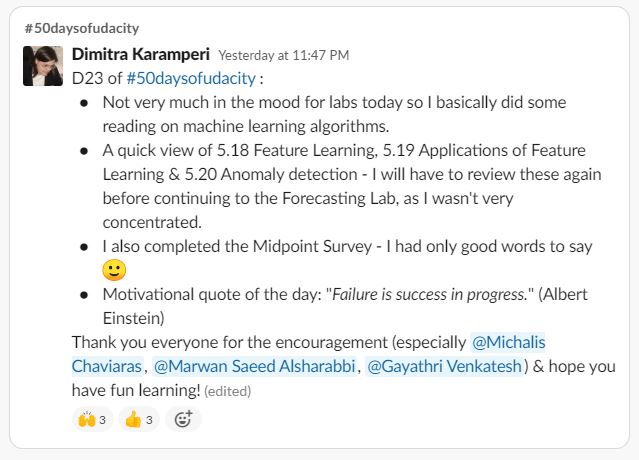 #50daysofudacity
Dimitra Karamperi Yesterday at 11:47 PM
D23 of #50daysofudacity :
• Not very much in the mood for labs today so I basically did some
reading on machine learning algorithms.
• A quick view of 5.18 Feature Learning, 5.19 Applications of Feature
Learning & 5.20 Anomaly detection - I will have to review these again
before continuing to the Forecasting Lab, as I wasn't very
concentrated.
• I also completed the Midpoint Survey - I had only good words to say
🙂
• Motivational quote of the day: "Failure is success in progress." (Albert
Einstein)
Thank you everyone for the encouragement (especially @Michalis
Chaviaras, @Marwan Saeed Alsharabbi, @Gayathri Venkatesh) & hope you
have fun learning! (edited)
🙌 3 👍 3